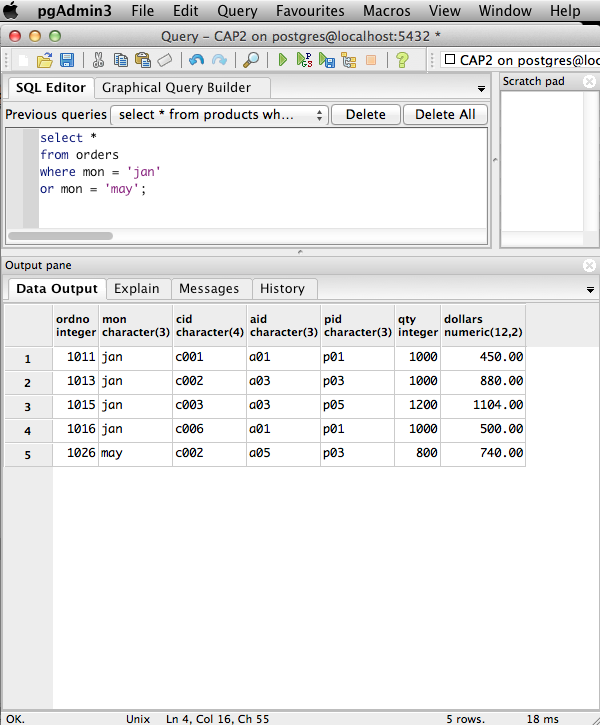 pgAdmin3 File Edit Query Favourites Macros View Window Help
Query - CAP2 on postgres@localhost:5432 *
CAP2 on postgres@loc
SQL Editor Graphical Query Builder
Scratch pad
Previous queries select * from products wh... Delete Delete All
select *
from orders
where mon = 'jan'
or mon = 'may';
Output pane
Data Output Explain Messages History
ordno mon cid aid pid qty dollars
integer character(3) character(4) character(3) character(3) integer numeric(12,2)
1 1011 jan c001 a01 p01 1000 450.00
2 1013 jan c002 a03 p03 1000 880.00
3 1015 jan c003 a03 p05 1200 1104.00
4 1016 jan c006 a01 p01 1000 500.00
5 1026 may c002 a05 p03 800 740.00
OK. Unix Ln 4, Col 16, Ch 55 5 rows. 18 ms